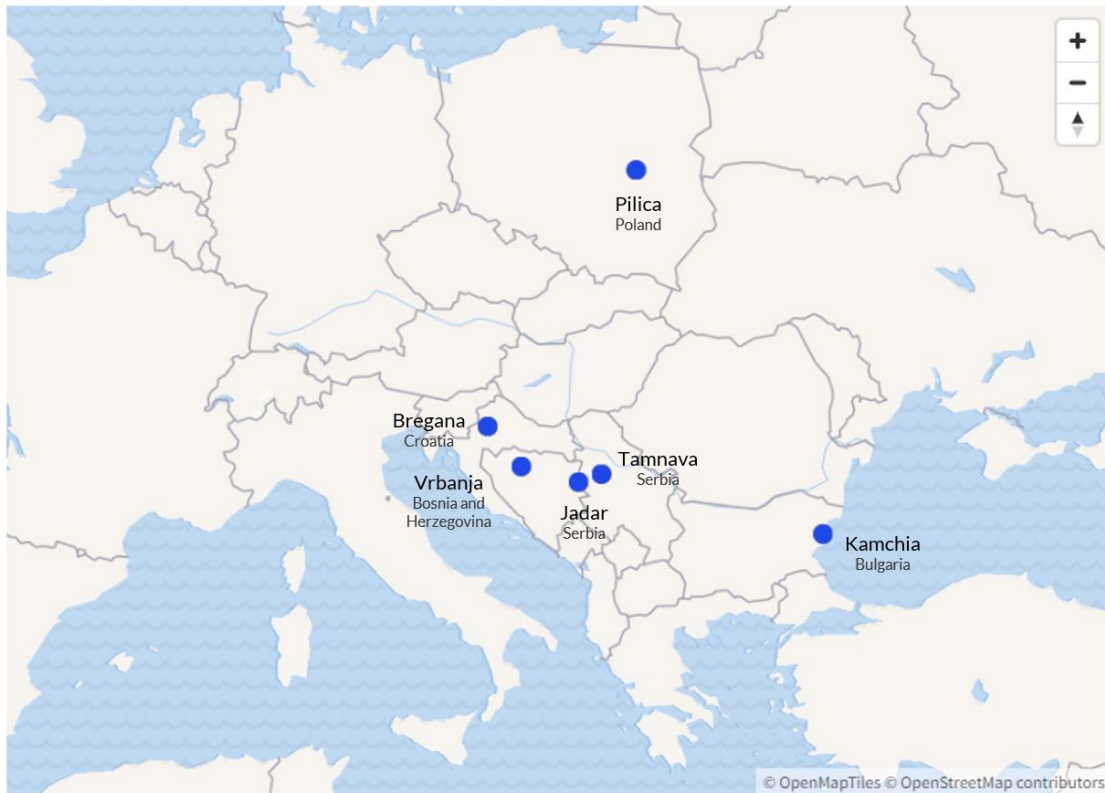 +
−
Pilica
Poland
Bregana
Croatia
Vrbanja
Bosnia and
Herzegovina
Tamnava
Serbia
Jadar
Serbia
Kamchia
Bulgaria
© OpenMapTiles © OpenStreetMap contributors